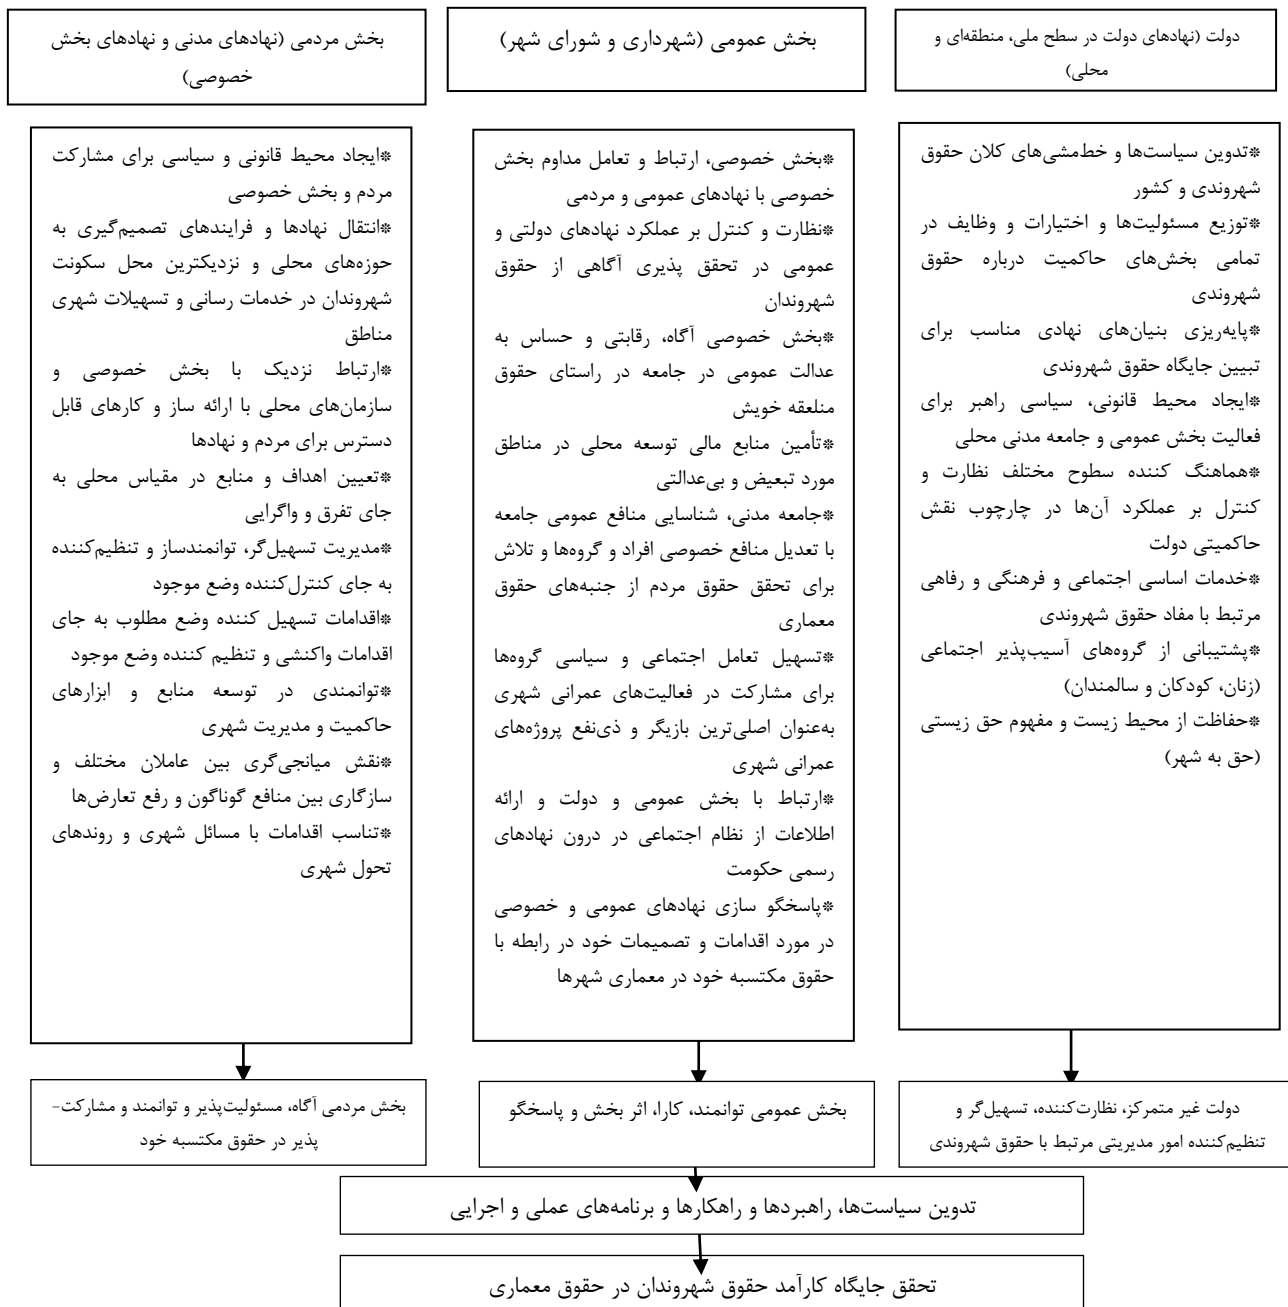 دولت (نهادهای دولت در سطح ملی، منطقه‌ای و
محلی)
بخش عمومی (شهرداری و شورای شهر)
بخش مردمی (نهادهای مدنی و نهادهای بخش
خصوصی)
*تدوین سیاست‌ها و خط‌مشی‌های کلان حقوق
شهروندی و کشور
*توزیع مسئولیت‌ها و اختیارات و وظایف در
تمامی بخش‌های حاکمیت درباره حقوق
شهروندی
*پایه‌ریزی بنیان‌های نهادی مناسب برای
تبیین جایگاه حقوق شهروندی
*ایجاد محیط قانونی، سیاسی راهبر برای
فعالیت بخش عمومی و جامعه مدنی محلی
*هماهنگ کننده سطوح مختلف نظارت و
کنترل بر عملکرد آن‌ها در چارچوب نقش
حاکمیتی دولت
*خدمات اساسی اجتماعی و فرهنگی و رفاهی
مرتبط با مفاد حقوق شهروندی
*پشتیبانی از گروه‌های آسیب‌پذیر اجتماعی
(زنان، کودکان و سالمندان)
*حفاظت از محیط زیست و مفهوم حق زیستی
(حق به شهر)
*بخش خصوصی، ارتباط و تعامل مداوم بخش
خصوصی با نهادهای عمومی و مردمی
*نظارت و کنترل بر عملکرد نهادهای دولتی و
عمومی در تحقق پذیری آگاهی از حقوق
شهروندان
*بخش خصوصی آگاه، رقابتی و حساس به
عدالت عمومی در جامعه در راستای حقوق
منلعقه خویش
*تأمین منابع مالی توسعه محلی در مناطق
مورد تبعیض و بی‌عدالتی
*جامعه مدنی، شناسایی منافع عمومی جامعه
با تعدیل منافع خصوصی افراد و گروه‌ها و تلاش
برای تحقق حقوق مردم از جنبه‌های حقوق
معماری
*تسهیل تعامل اجتماعی و سیاسی گروه‌ها
برای مشارکت در فعالیت‌های عمرانی شهری
به‌عنوان اصلی‌ترین بازیگر و ذی‌نفع پروژه‌های
عمرانی شهری
*ارتباط با بخش عمومی و دولت و ارائه
اطلاعات از نظام اجتماعی در درون نهادهای
رسمی حکومت
*پاسخگو سازی نهادهای عمومی و خصوصی
در مورد اقدامات و تصمیمات خود در رابطه با
حقوق مکتسبه خود در معماری شهرها
*ایجاد محیط قانونی و سیاسی برای مشارکت
مردم و بخش خصوصی
*انتقال نهادها و فرایندهای تصمیم‌گیری به
حوزه‌های محلی و نزدیکترین محل سکونت
شهروندان در خدمات رسانی و تسهیلات شهری
مناطق
*ارتباط نزدیک با بخش خصوصی و
سازمان‌های محلی با ارائه ساز و کارهای قابل
دسترس برای مردم و نهادها
*تعیین اهداف و منابع در مقیاس محلی به
جای تفرق و واگرایی
*مدیریت تسهیل‌گر، توانمندساز و تنظیم‌کننده
به جای کنترل‌کننده وضع موجود
*اقدامات تسهیل کننده وضع مطلوب به جای
اقدامات واکنشی و تنظیم کننده وضع موجود
*توانمندی در توسعه منابع و ابزارهای
حاکمیت و مدیریت شهری
*نقش میانجی‌گری بین عاملان مختلف و
سازگاری بین منافع گوناگون و رفع تعارض‌ها
*تناسب اقدامات با مسائل شهری و روندهای
تحول شهری
دولت غیر متمرکز، نظارت‌کننده، تسهیل‌گر و
تنظیم‌کننده امور مدیریتی مرتبط با حقوق شهروندی
بخش عمومی توانمند، کارا، اثر بخش و پاسخگو
بخش مردمی آگاه، مسئولیت‌پذیر و توانمند و مشارکت-
پذیر در حقوق مکتسبه خود
تدوین سیاست‌ها، راهبردها و راهکارها و برنامه‌های عملی و اجرایی
تحقق جایگاه کارآمد حقوق شهروندان در حقوق معماری